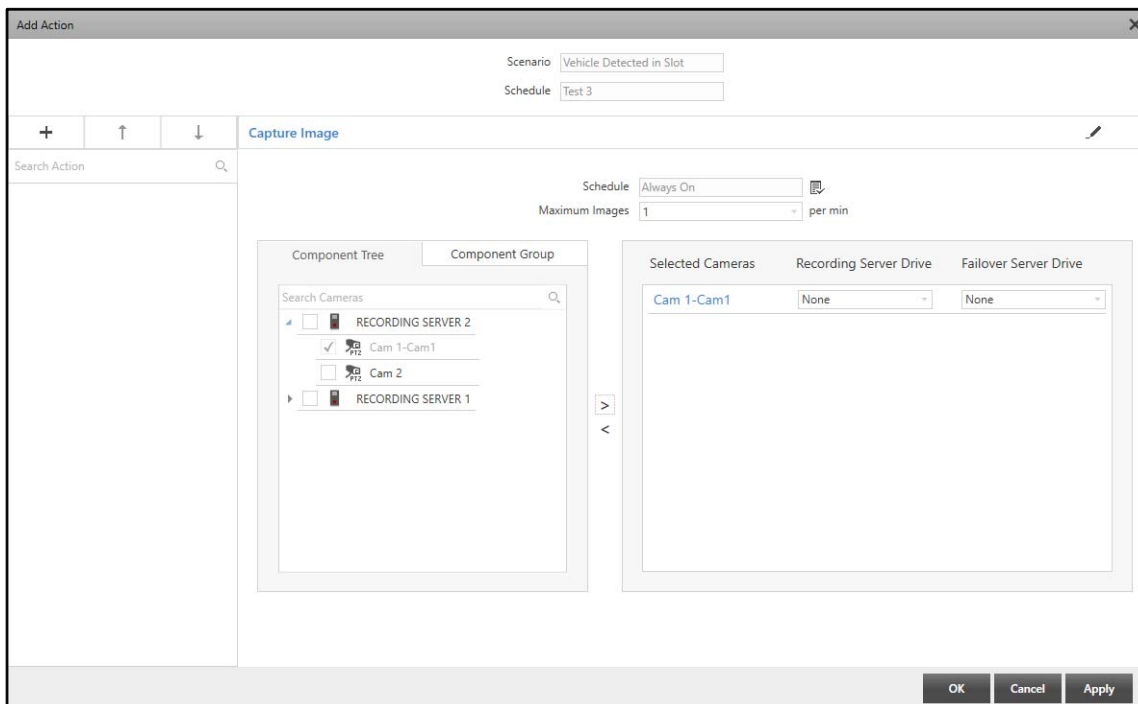 Add Action
Scenario Vehicle Detected in Slot
Schedule Test 3
Capture Image
Search Action
Schedule Always On
Maximum Images 1 per min
Component Tree Component Group
Search Cameras
RECORDING SERVER 2
Cam 1-Cam1
Cam 2
RECORDING SERVER 1
>
<
Selected Cameras Recording Server Drive Failover Server Drive
Cam 1-Cam1 None None
OK Cancel Apply